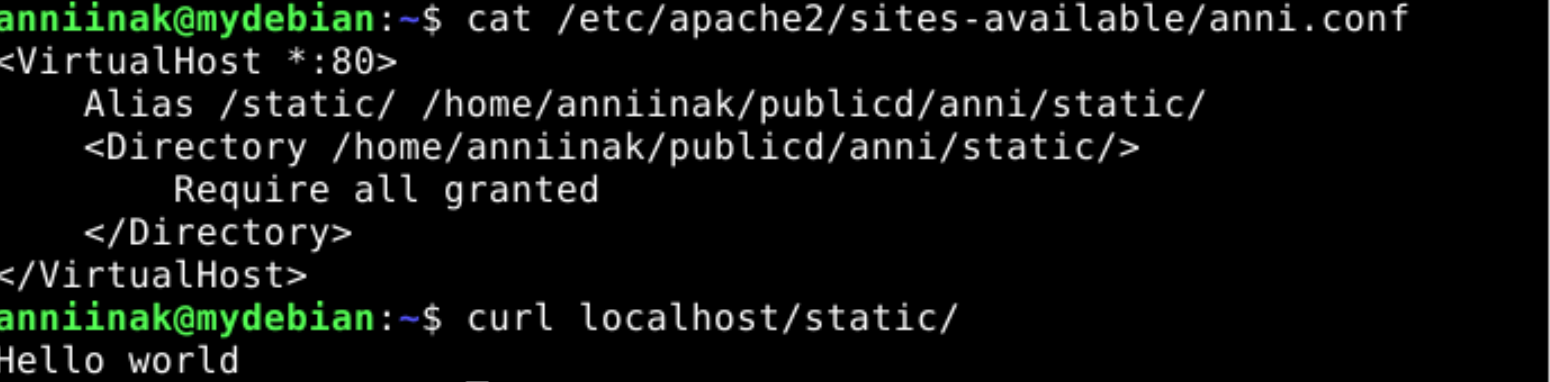 anniinak@mydebian:~$ cat /etc/apache2/sites-available/anni.conf
<VirtualHost *:80>
    Alias /static/ /home/anniinak/publicd/anni/static/
    <Directory /home/anniinak/publicd/anni/static/>
        Require all granted
    </Directory>
</VirtualHost>
anniinak@mydebian:~$ curl localhost/static/
Hello world